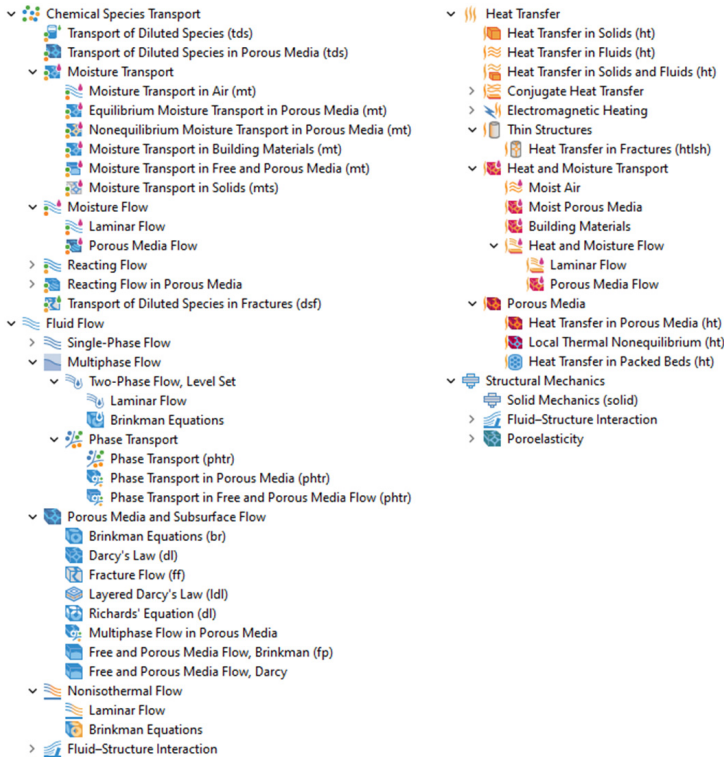 Chemical Species Transport
Transport of Diluted Species (tds)
Transport of Diluted Species in Porous Media (tds)
Moisture Transport
Moisture Transport in Air (mt)
Equilibrium Moisture Transport in Porous Media (mt)
Nonequilibrium Moisture Transport in Porous Media (mt)
Moisture Transport in Building Materials (mt)
Moisture Transport in Free and Porous Media (mt)
Moisture Transport in Solids (mts)
Moisture Flow
Laminar Flow
Porous Media Flow
Reacting Flow
Reacting Flow in Porous Media
Transport of Diluted Species in Fractures (dsf)
Fluid Flow
Single-Phase Flow
Multiphase Flow
Two-Phase Flow, Level Set
Laminar Flow
Brinkman Equations
Phase Transport
Phase Transport (phtr)
Phase Transport in Porous Media (phtr)
Phase Transport in Free and Porous Media Flow (phtr)
Porous Media and Subsurface Flow
Brinkman Equations (br)
Darcy's Law (dl)
Fracture Flow (ff)
Layered Darcy's Law (ldl)
Richards' Equation (dl)
Multiphase Flow in Porous Media
Free and Porous Media Flow, Brinkman (fp)
Free and Porous Media Flow, Darcy
Nonisothermal Flow
Laminar Flow
Brinkman Equations
Fluid–Structure Interaction
Heat Transfer
Heat Transfer in Solids (ht)
Heat Transfer in Fluids (ht)
Heat Transfer in Solids and Fluids (ht)
Conjugate Heat Transfer
Electromagnetic Heating
Thin Structures
Heat Transfer in Fractures (htlsh)
Heat and Moisture Transport
Moist Air
Moist Porous Media
Building Materials
Heat and Moisture Flow
Laminar Flow
Porous Media Flow
Porous Media
Heat Transfer in Porous Media (ht)
Local Thermal Nonequilibrium (ht)
Heat Transfer in Packed Beds (ht)
Structural Mechanics
Solid Mechanics (solid)
Fluid–Structure Interaction
Poroelasticity